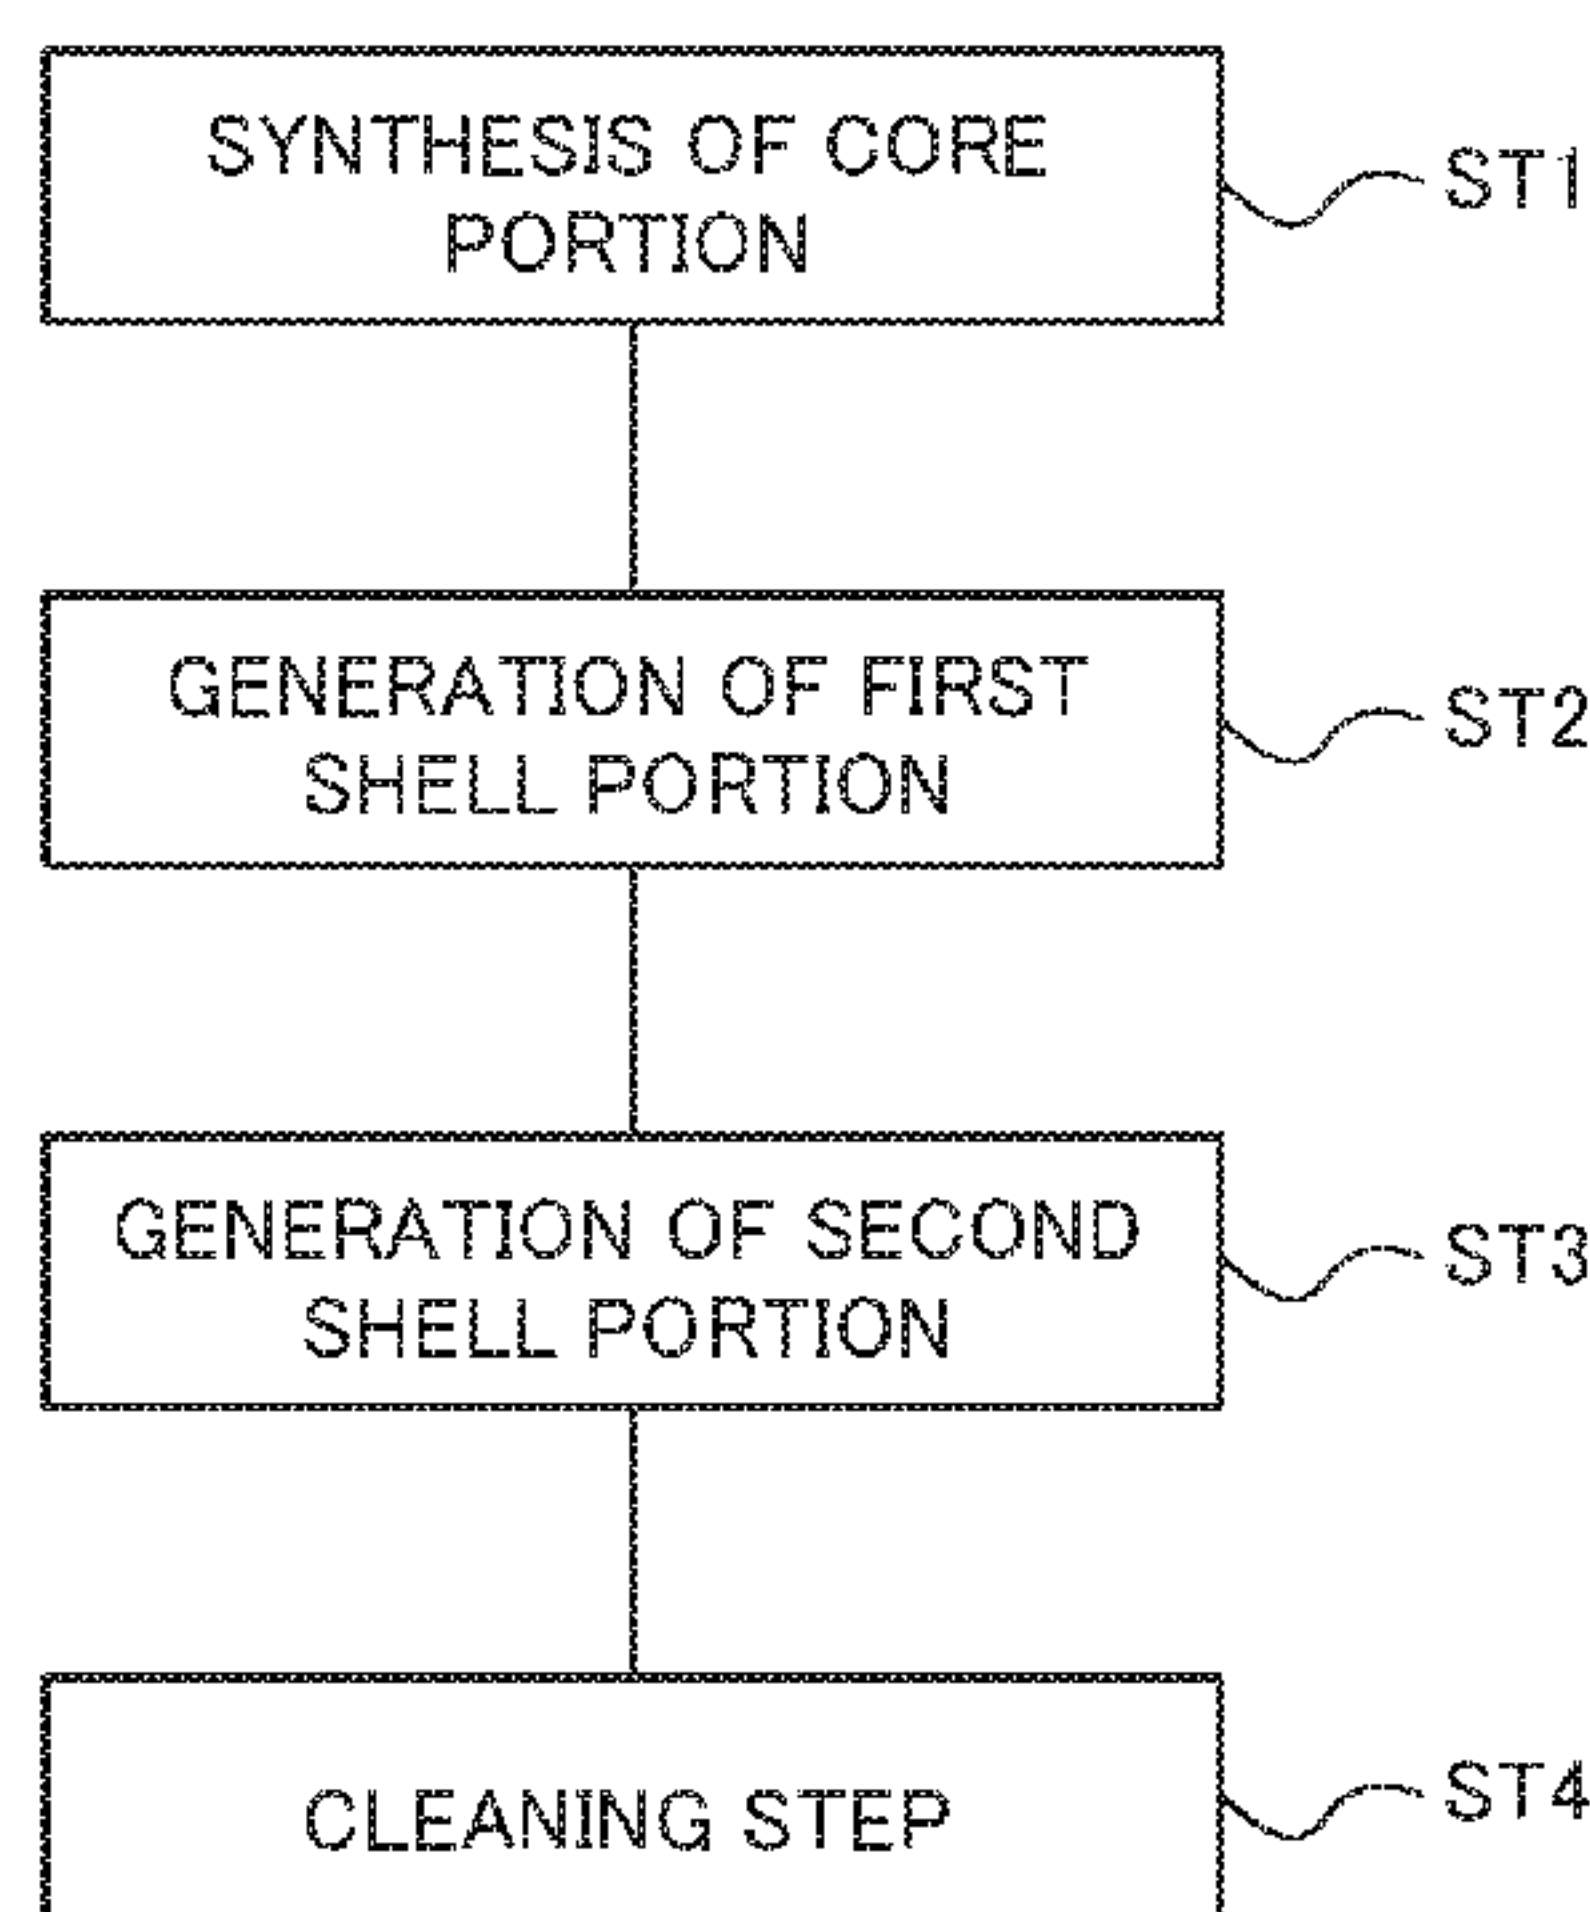 SYNTHESIS OF CORE
PORTION
ST1
GENERATION OF FIRST
SHELL PORTION
ST2
GENERATION OF SECOND
SHELL PORTION
ST3
CLEANING STEP
ST4